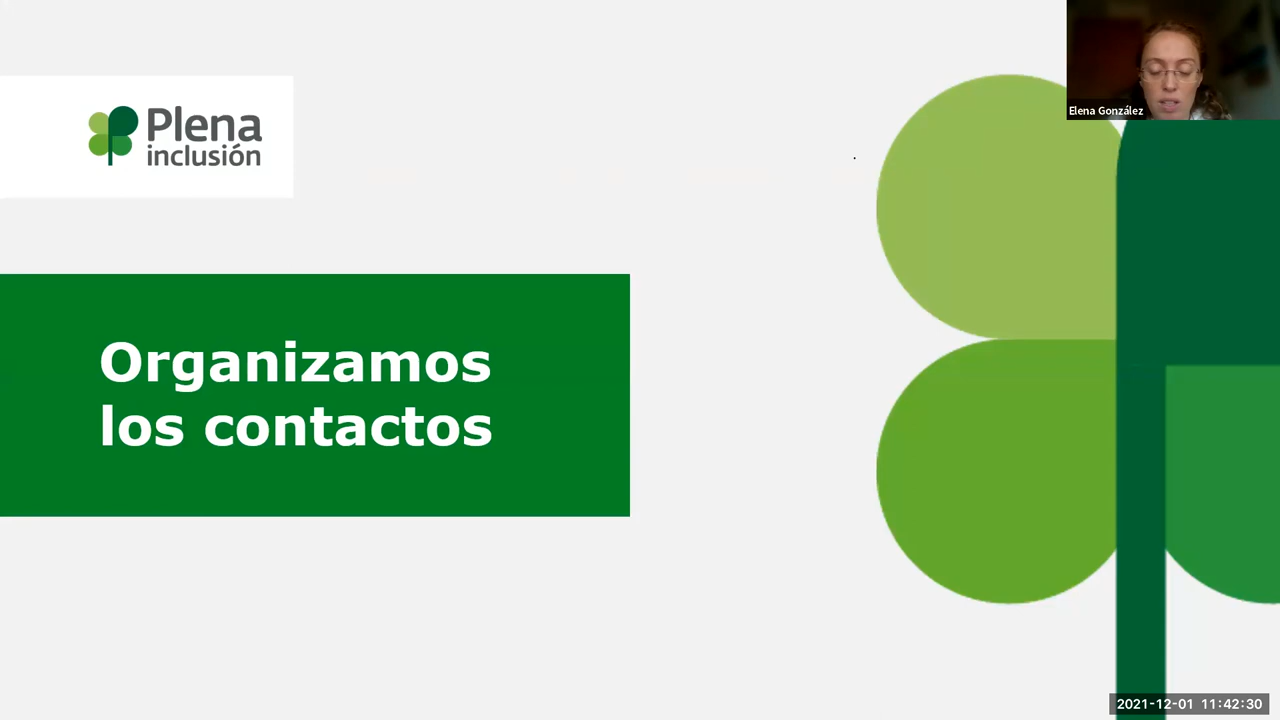 Elena González
Plena
inclusión
Organizamos
los contactos
2021-12-01 11:42:30